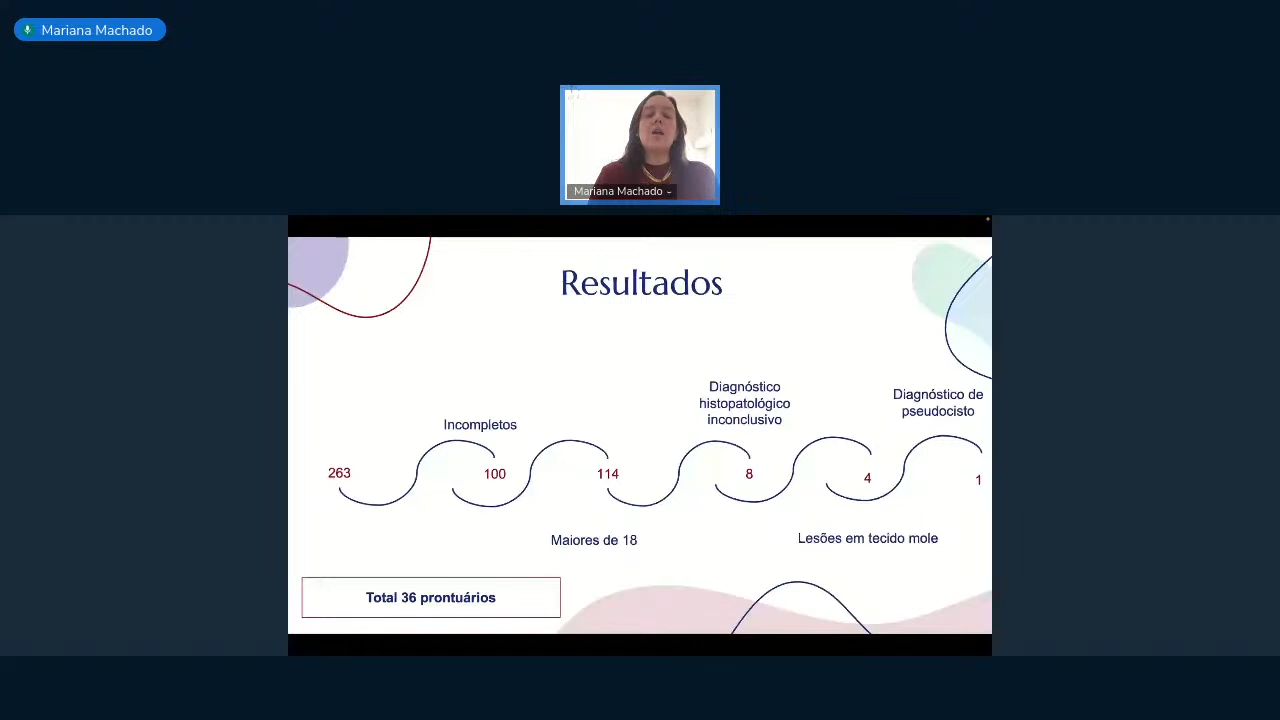 Mariana Machado
Mariana Machado
Resultados
Diagnóstico
histopatológico
inconclusivo
Diagnóstico de
pseudocisto
Incompletos
263
100
114
8
4
1
Maiores de 18
Lesões em tecido mole
Total 36 prontuários